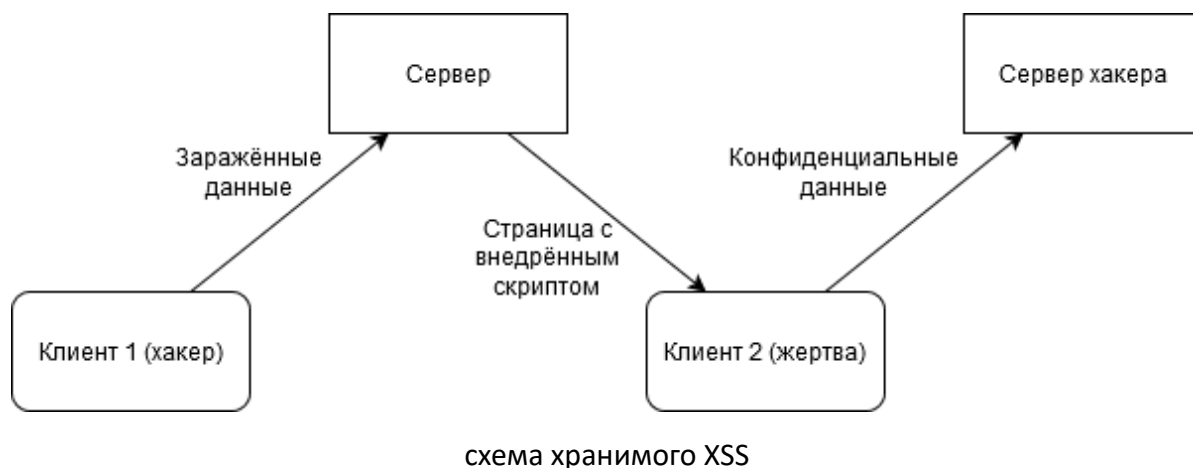 Сервер
Сервер хакера
Заражённые
данные
Конфиденциальные
данные
Страница с
внедрённым
скриптом
Клиент 1 (хакер)
Клиент 2 (жертва)
схема хранимого XSS